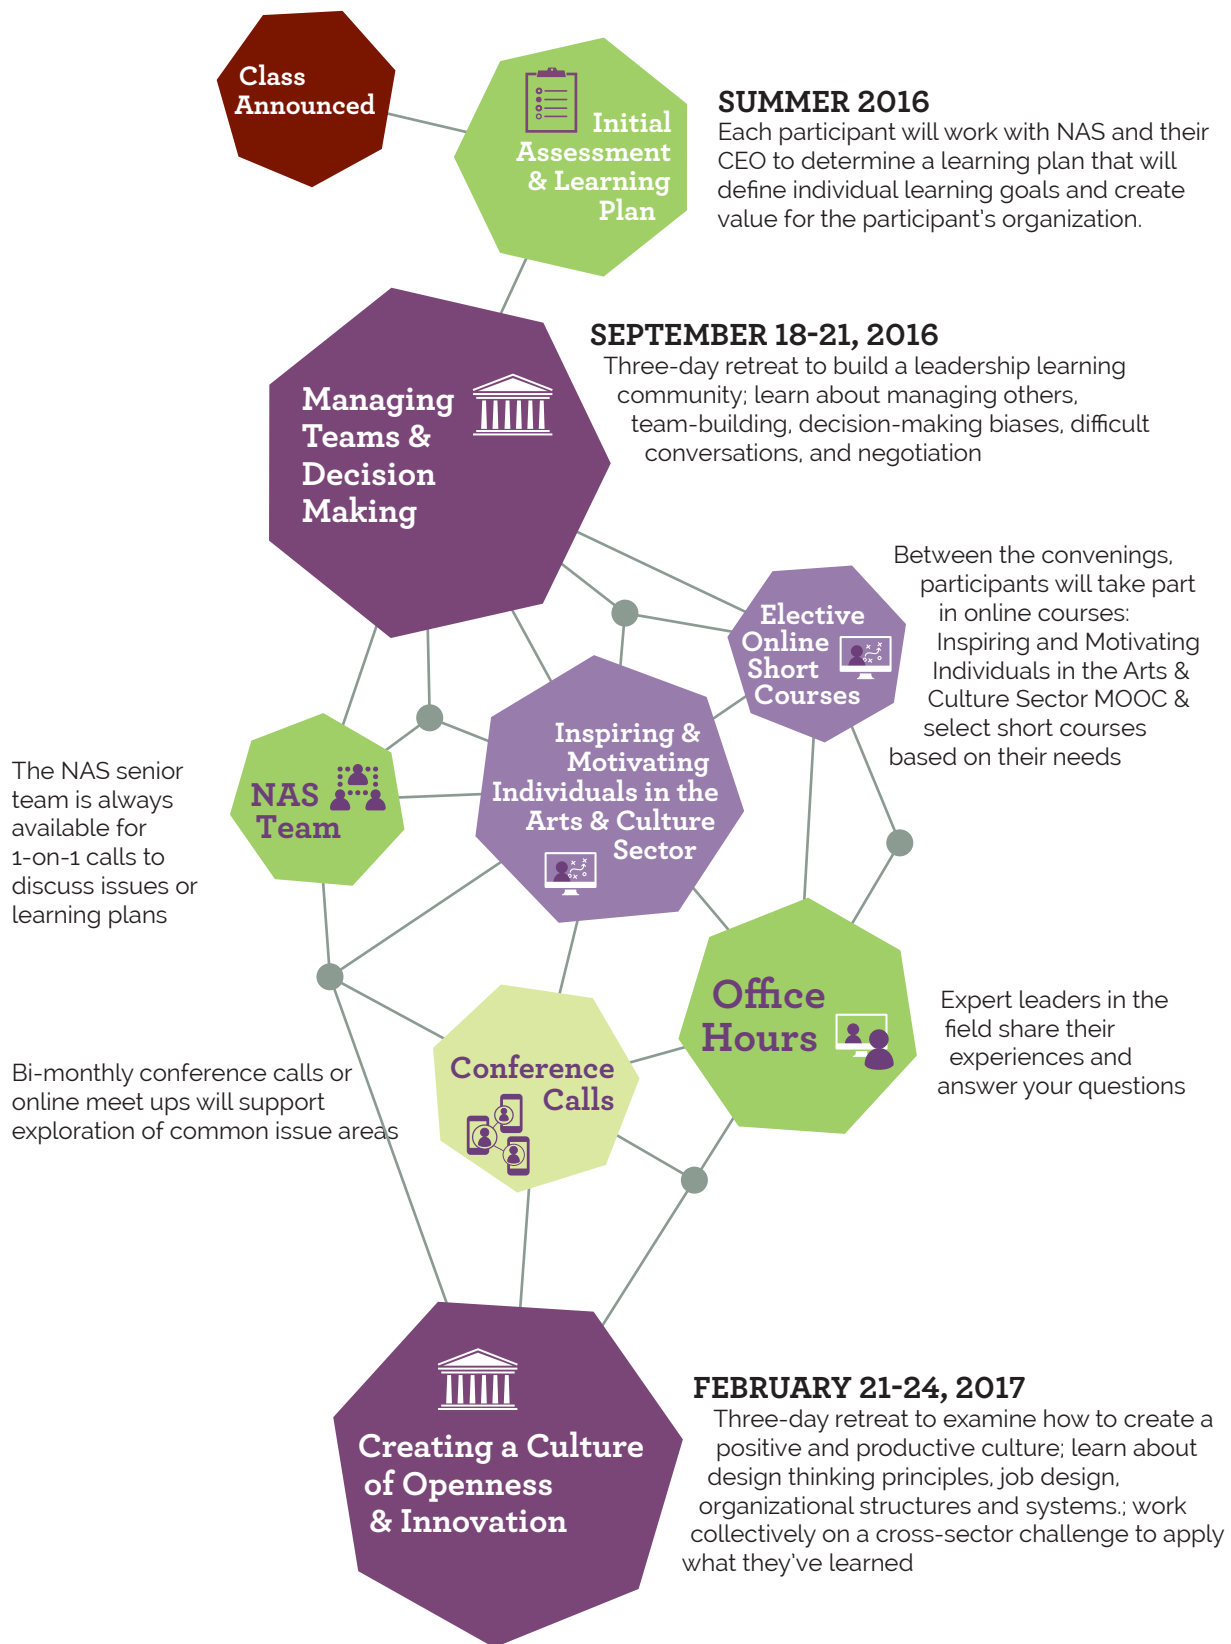 Class
Announced
Initial
Assessment
& Learning
Plan
SUMMER 2016
Each participant will work with NAS and their
CEO to determine a learning plan that will
define individual learning goals and create
value for the participant's organization.
Managing
Teams &
Decision
Making
SEPTEMBER 18-21, 2016
Three-day retreat to build a leadership learning
community; learn about managing others,
team-building, decision-making biases, difficult
conversations, and negotiation
Elective
Online
Short
Courses
Between the convenings,
participants will take part
in online courses:
Inspiring and Motivating
Individuals in the Arts &
Culture Sector MOOC &
select short courses
based on their needs
Inspiring &
Motivating
Individuals in the
Arts & Culture
Sector
NAS
Team
The NAS senior
team is always
available for
1-on-1 calls to
discuss issues or
learning plans
Office
Hours
Expert leaders in the
field share their
experiences and
answer your questions
Conference
Calls
Bi-monthly conference calls or
online meet ups will support
exploration of common issue areas
Creating a Culture
of Openness
& Innovation
FEBRUARY 21-24, 2017
Three-day retreat to examine how to create a
positive and productive culture; learn about
design thinking principles, job design,
organizational structures and systems.; work
collectively on a cross-sector challenge to apply
what they've learned